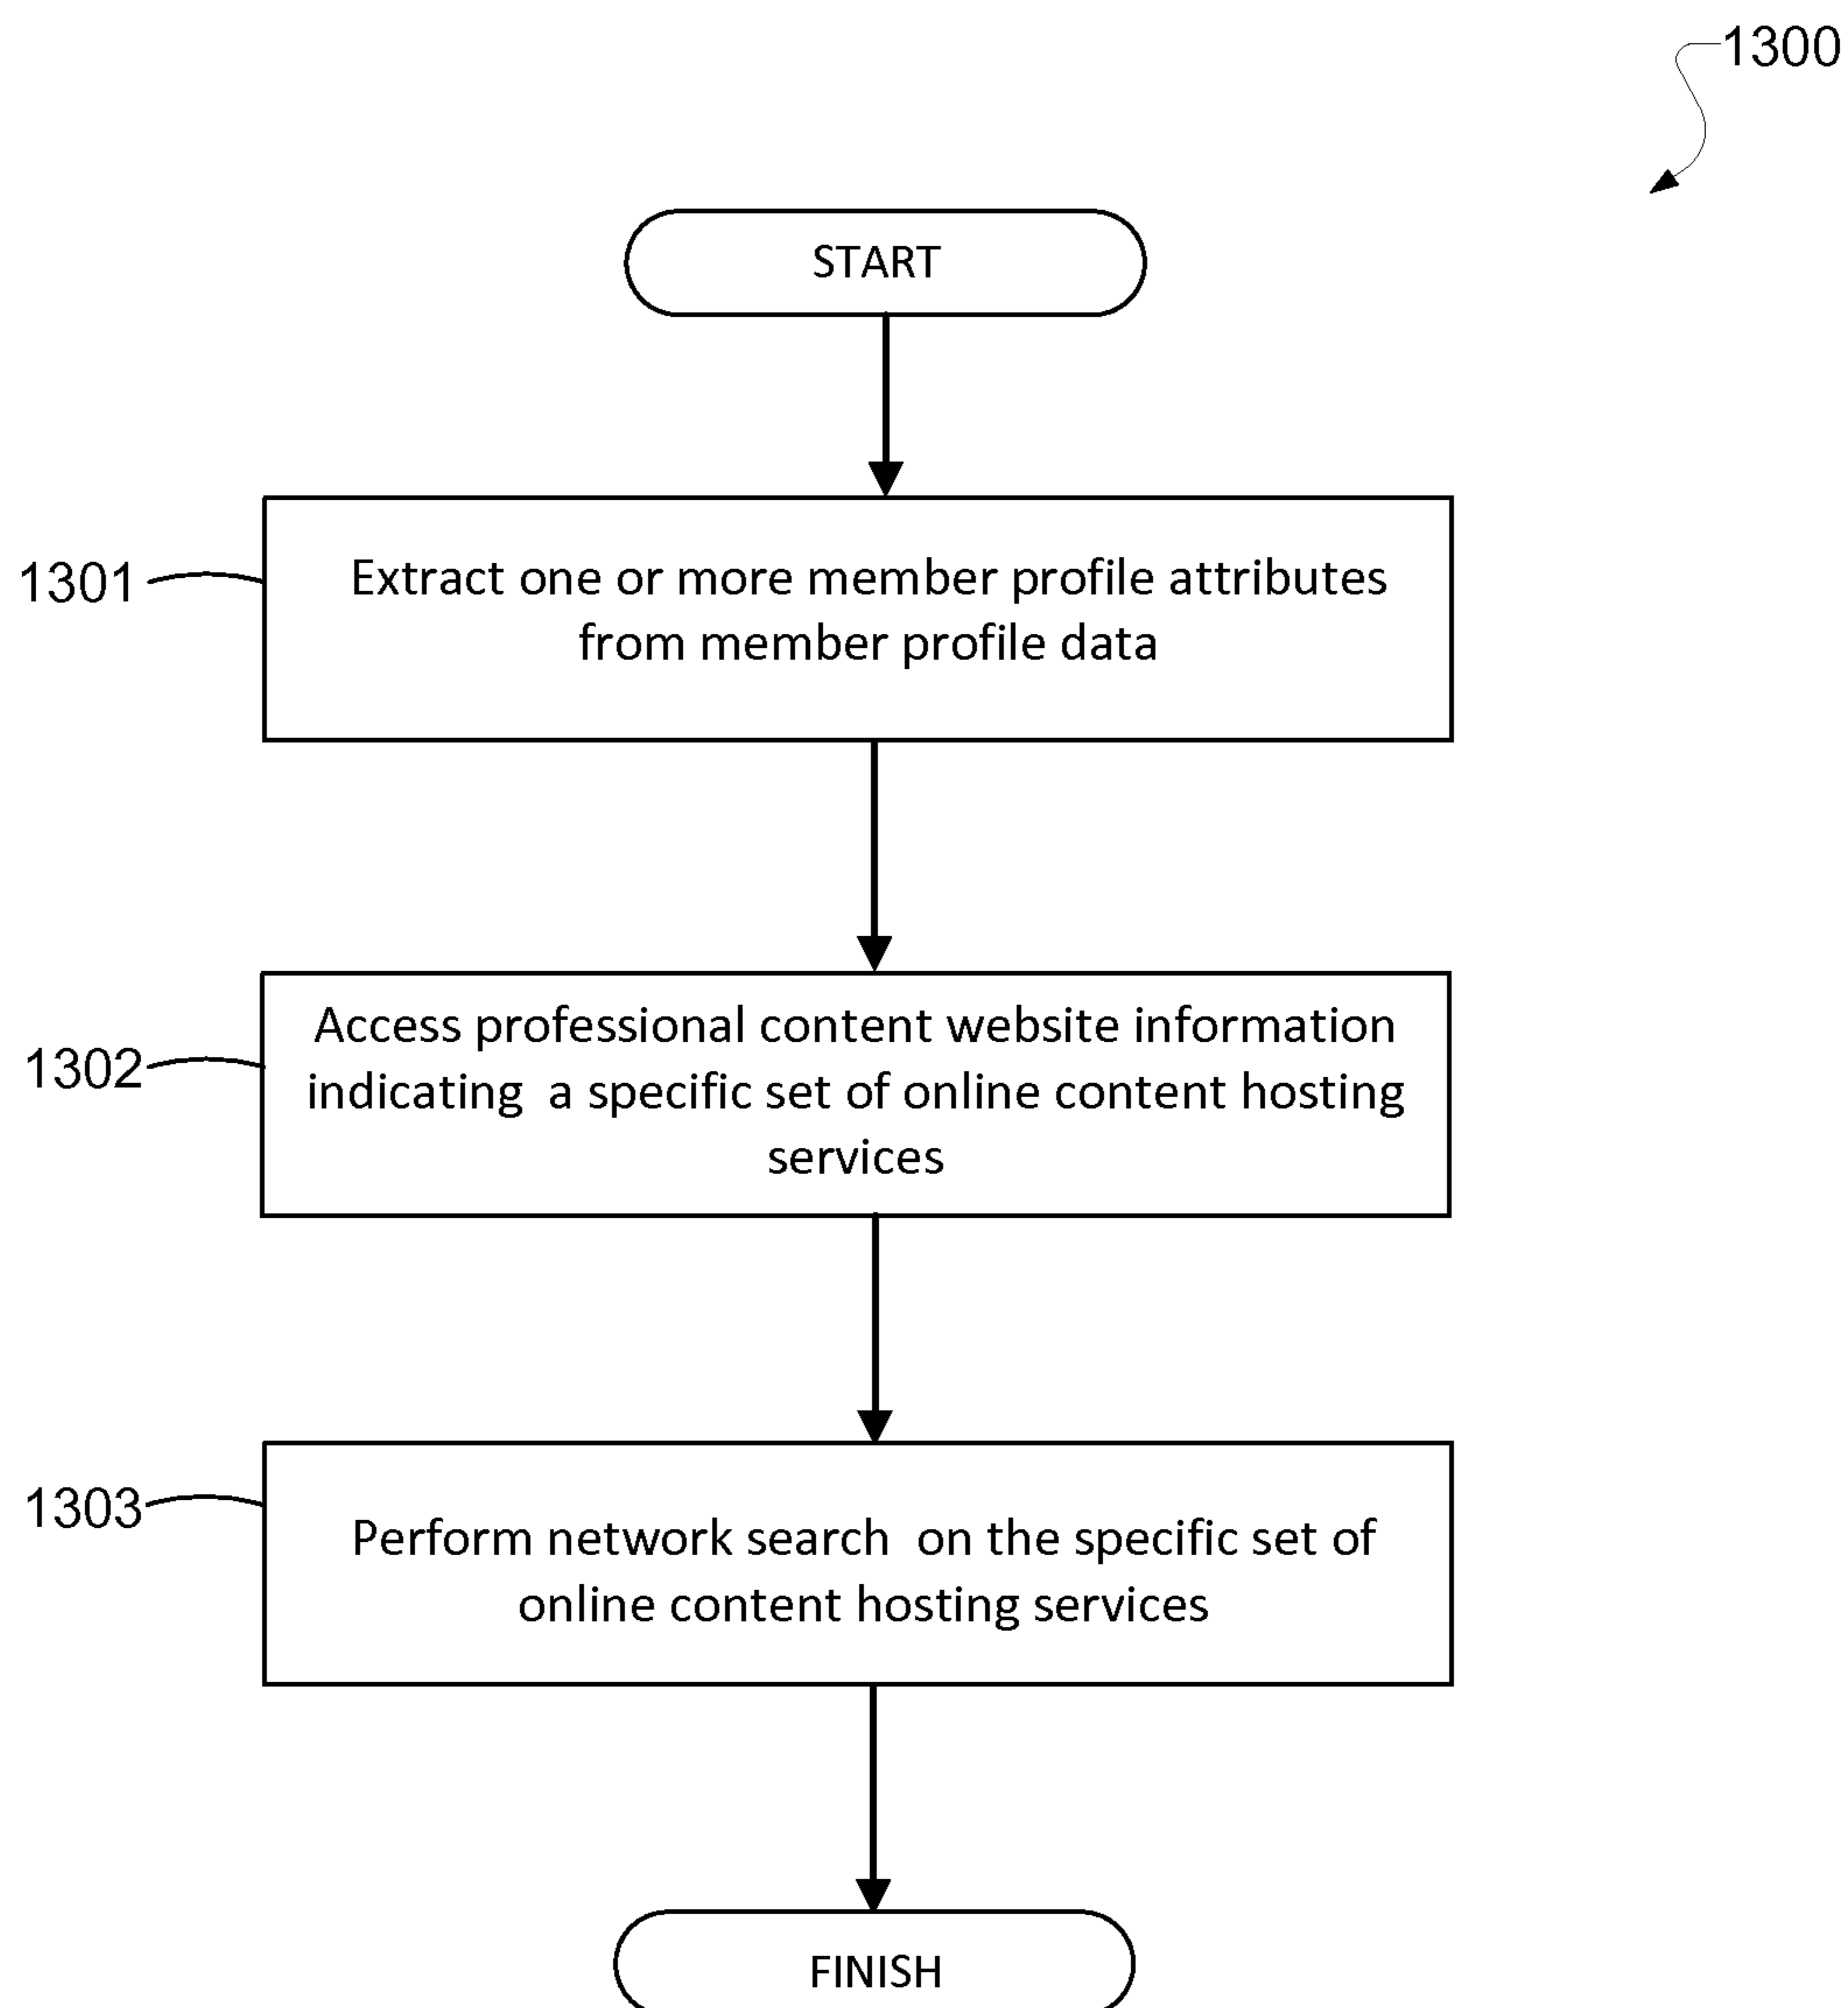 1300
START
1301
Extract one or more member profile attributes
from member profile data
1302
Access professional content website information
indicating a specific set of online content hosting
services
1303
Perform network search on the specific set of
online content hosting services
FINISH